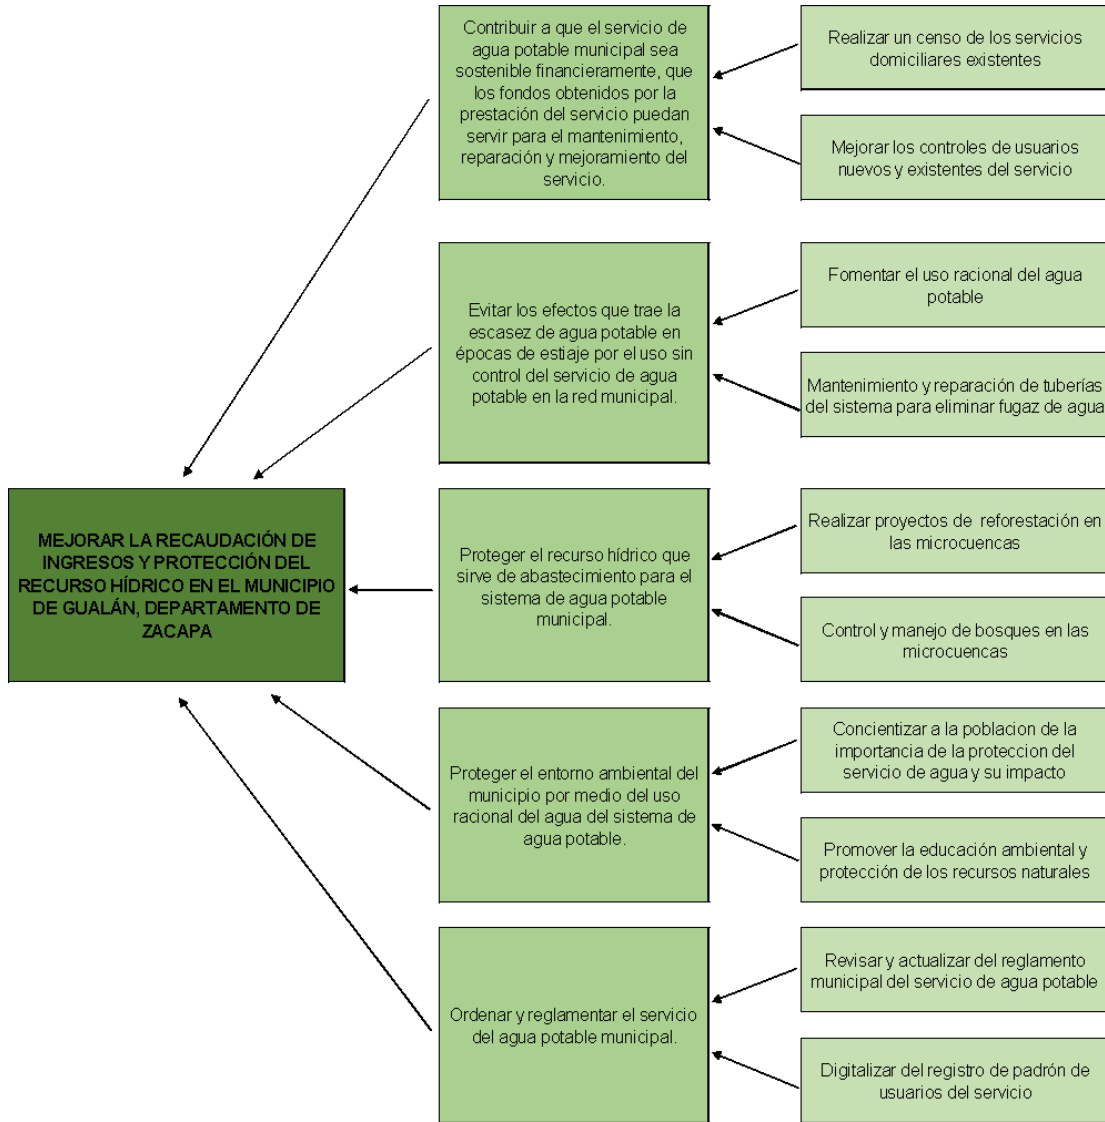 Contribuir a que el servicio de
agua potable municipal sea
sostenible financieramente, que
los fondos obtenidos por la
prestación del servicio puedan
servir para el mantenimiento,
reparación y mejoramiento del
servicio.
Realizar un censo de los servicios
domiciliares existentes
Mejorar los controles de usuarios
nuevos y existentes del servicio
Evitar los efectos que trae la
escasez de agua potable en
épocas de estiaje por el uso sin
control del servicio de agua
potable en la red municipal.
Fomentar el uso racional del agua
potable
Mantenimiento y reparación de tuberías
del sistema para eliminar fugaz de agua
MEJORAR LA RECAUDACIÓN DE
INGRESOS Y PROTECCIÓN DEL
RECURSO HÍDRICO EN EL MUNICIPIO
DE GUALÁN, DEPARTAMENTO DE
ZACAPA
Proteger el recurso hídrico que
sirve de abastecimiento para el
sistema de agua potable
municipal.
Realizar proyectos de reforestación en
las microcuencas
Control y manejo de bosques en las
microcuencas
Proteger el entorno ambiental del
municipio por medio del uso
racional del agua del sistema de
agua potable.
Concientizar a la poblacion de la
importancia de la proteccion del
servicio de agua y su impacto
Promover la educación ambiental y
protección de los recursos naturales
Ordenar y reglamentar el servicio
del agua potable municipal.
Revisar y actualizar del reglamento
municipal del servicio de agua potable
Digitalizar del registro de padrón de
usuarios del servicio